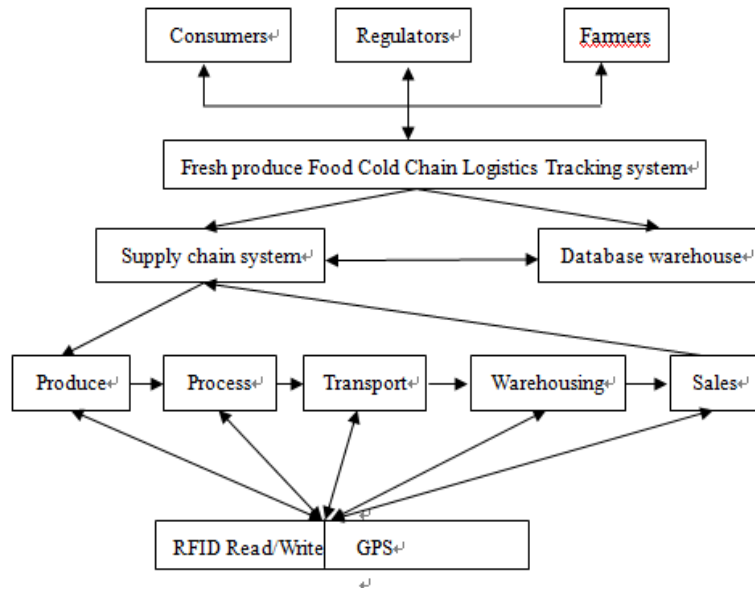 Consumers Regulators Farmers
Fresh produce Food Cold Chain Logistics Tracking system
Supply chain system Database warehouse
Produce Process Transport Warehousing Sales
RFID Read/Write GPS